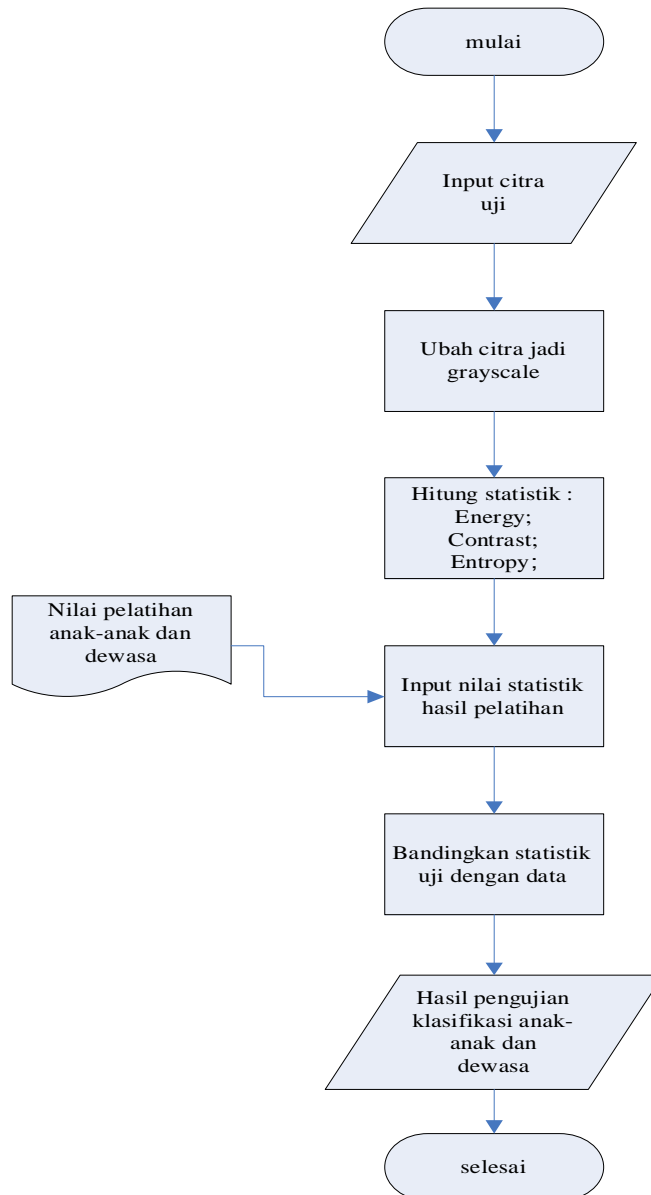 mulai
Input citra
uji
Ubah citra jadi
grayscale
Hitung statistik :
Energy;
Contrast;
Entropy;
Nilai pelatihan
anak-anak dan
dewasa
Input nilai statistik
hasil pelatihan
Bandingkan statistik
uji dengan data
Hasil pengujian
klasifikasi anak-
anak dan
dewasa
selesai